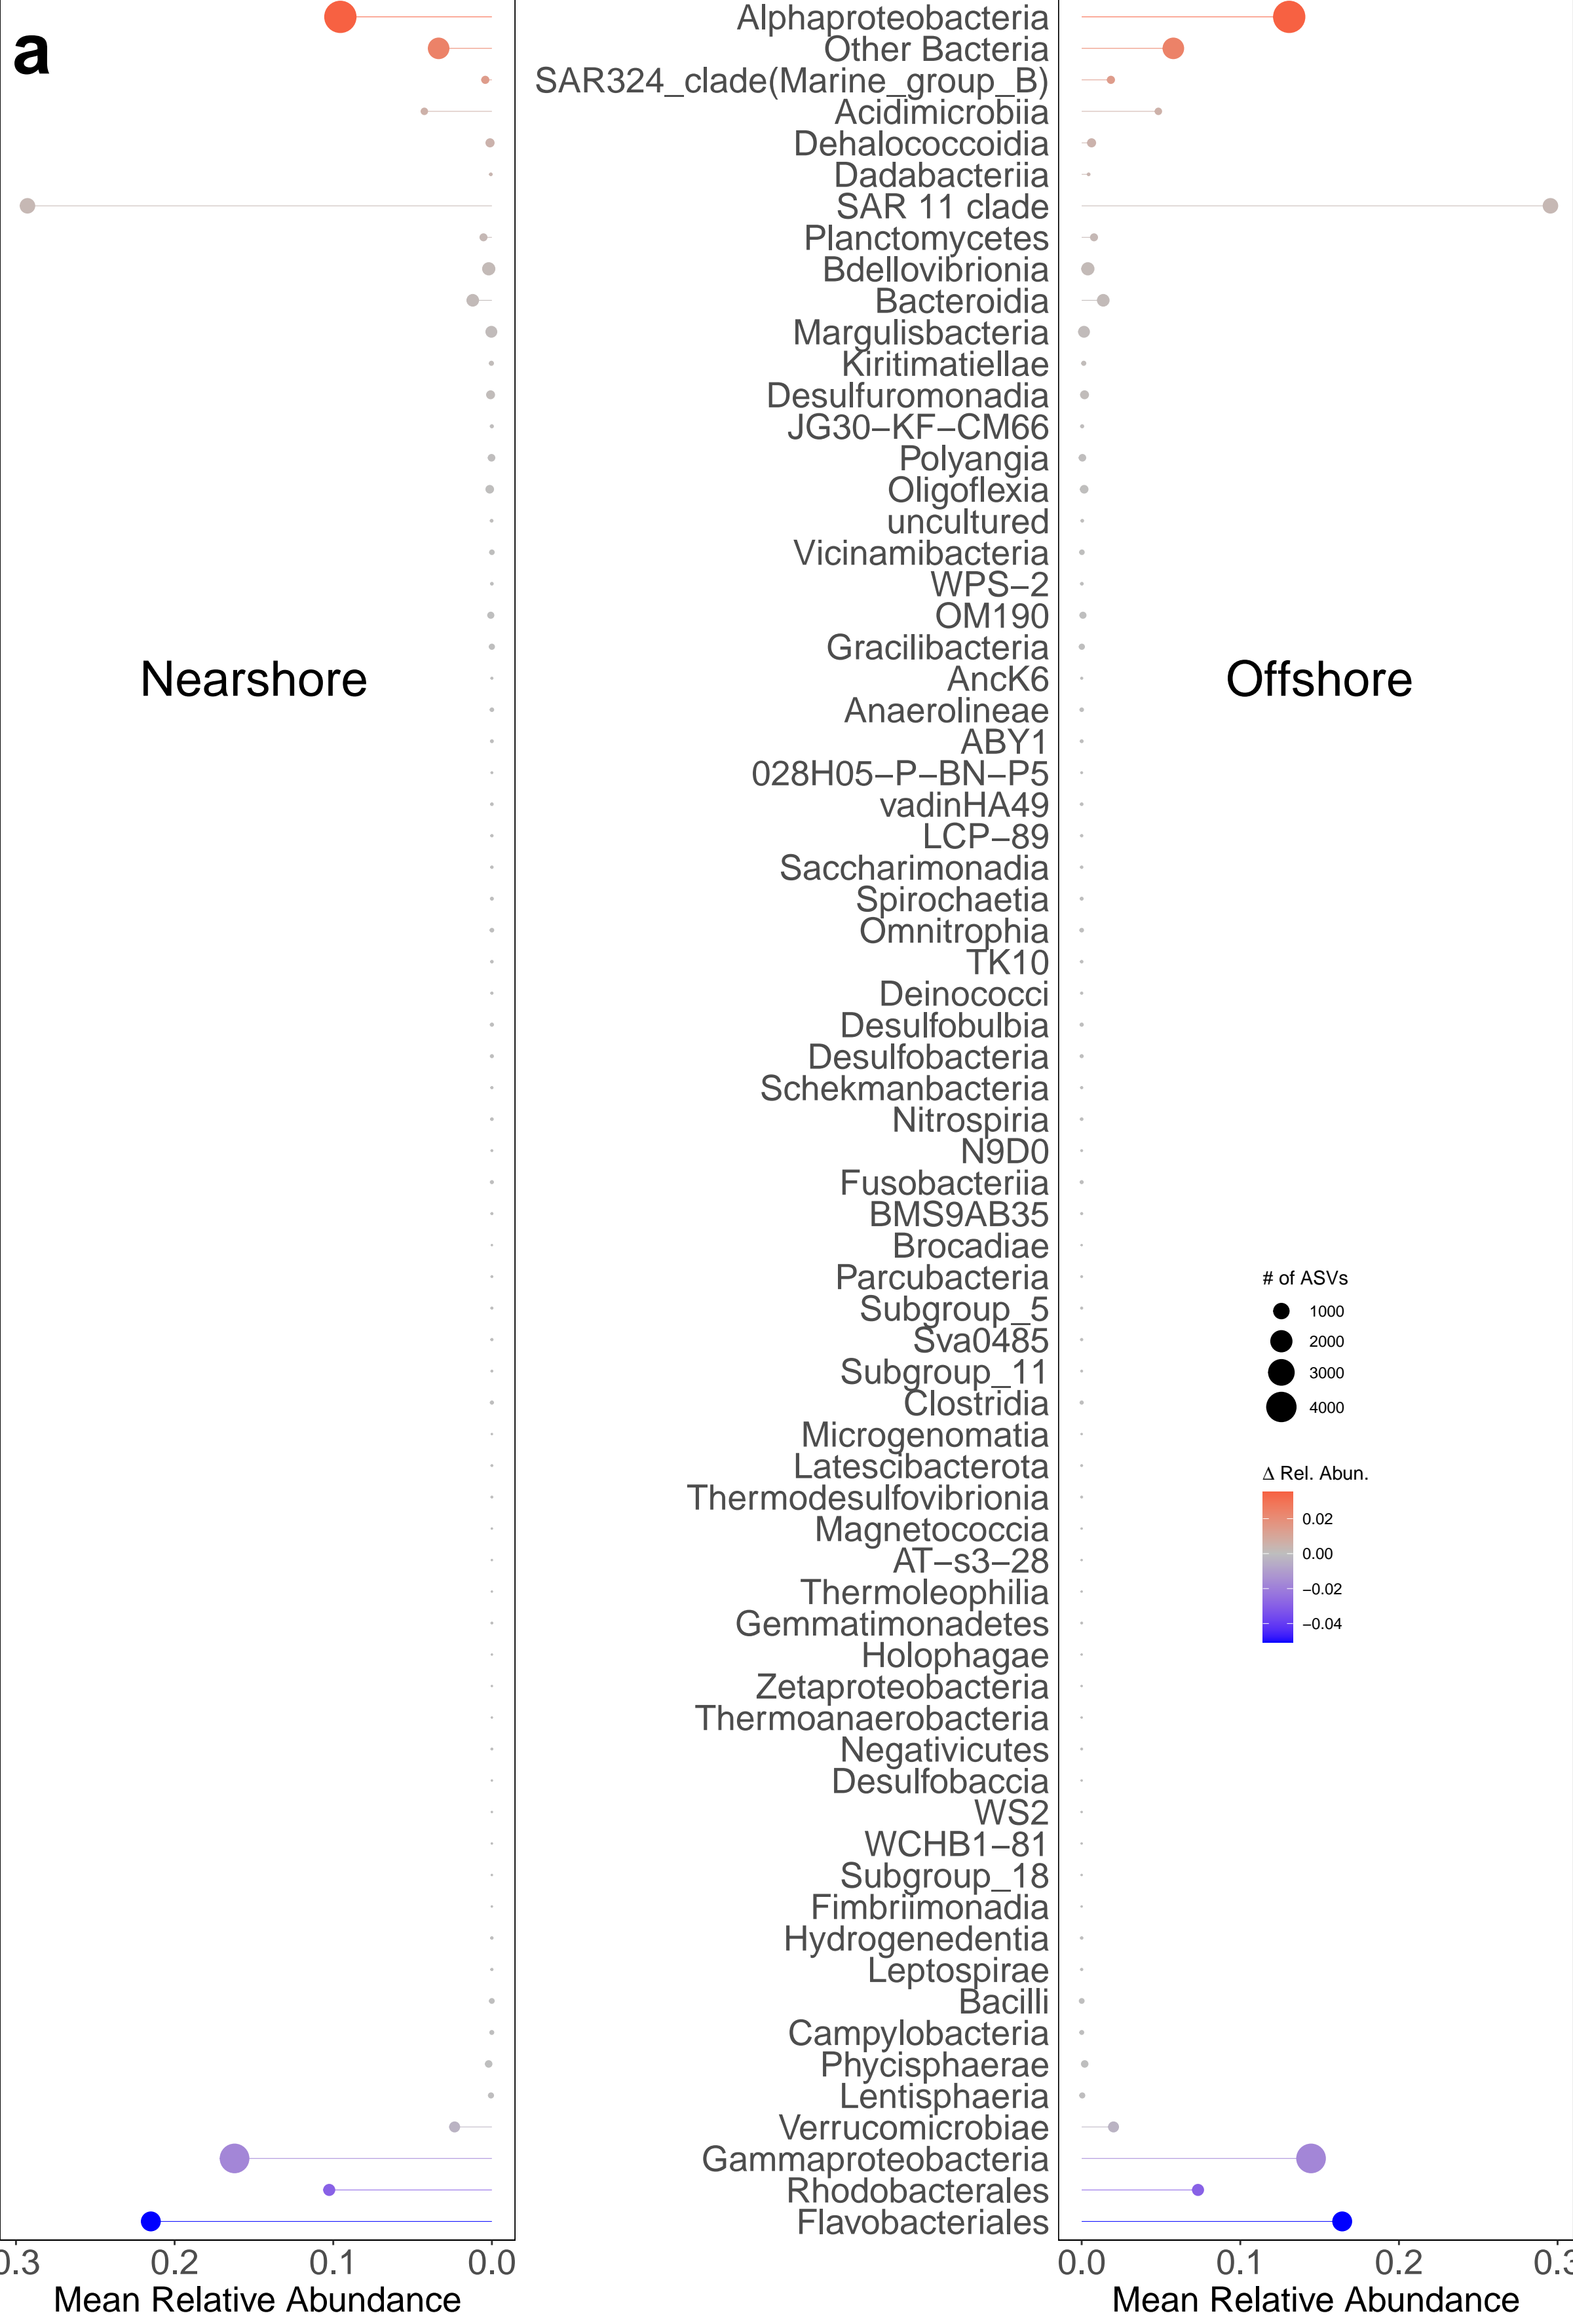 a
Alphaproteobacteria
Other Bacteria
SAR324_clade(Marine_group_B)
Acidimicrobiia
Dehalococcoidia
Dadabacteriia
SAR 11 clade
Planctomycetes
Bdellovibrionia
Bacteroidia
Margulisbacteria
Kiritimatiellae
Desulfuromonadia
JG30−KF−CM66
Polyangia
Oligoflexia
uncultured
Vicinamibacteria
WPS−2
OM190
Gracilibacteria
AncK6
Anaerolineae
ABY1
028H05−P−BN−P5
vadinHA49
LCP−89
Saccharimonadia
Spirochaetia
Omnitrophia
TK10
Deinococci
Desulfobulbia
Desulfobacteria
Schekmanbacteria
Nitrospiria
N9D0
Fusobacteriia
BMS9AB35
Brocadiae
Parcubacteria
Subgroup_5
Sva0485
Subgroup_11
Clostridia
Microgenomatia
Latescibacterota
Thermodesulfovibrionia
Magnetococcia
AT−s3−28
Thermoleophilia
Gemmatimonadetes
Holophagae
Zetaproteobacteria
Thermoanaerobacteria
Negativicutes
Desulfobaccia
WS2
WCHB1−81
Subgroup_18
Fimbriimonadia
Hydrogenedentia
Leptospirae
Bacilli
Campylobacteria
Phycisphaerae
Lentisphaeria
Verrucomicrobiae
Gammaproteobacteria
Rhodobacterales
Flavobacteriales
Nearshore
0.3 0.2 0.1 0.0
Mean Relative Abundance
Offshore
# of ASVs
1000
2000
3000
4000
Δ Rel. Abun.
0.02
0.00
−0.02
−0.04
0.0 0.1 0.2 0.3
Mean Relative Abundance